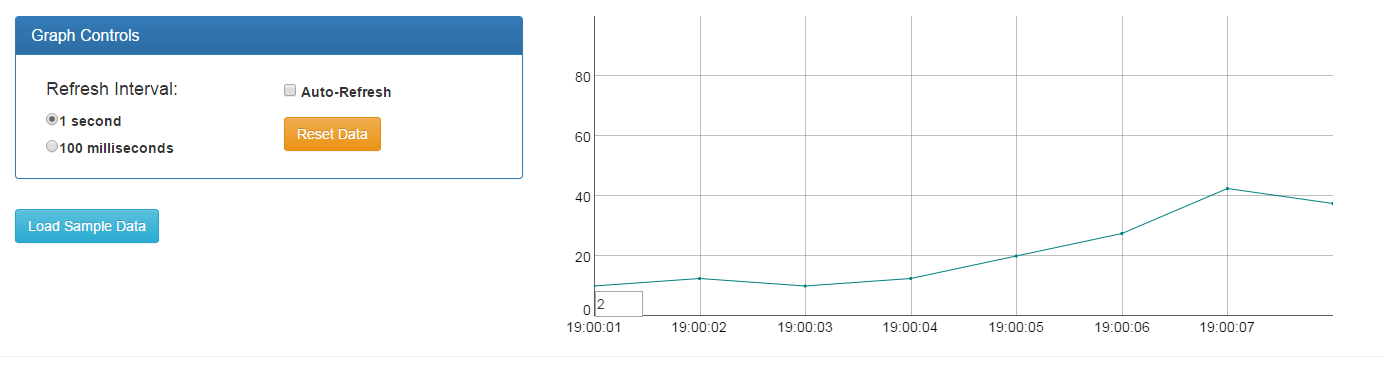 Graph Controls
Refresh Interval:
1 second
100 milliseconds
Auto-Refresh
Reset Data
Load Sample Data
80
60
40
20
0
2
19:00:01 19:00:02 19:00:03 19:00:04 19:00:05 19:00:06 19:00:07